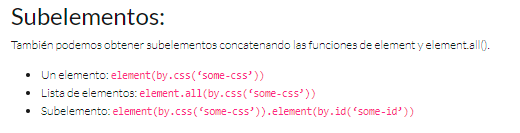 Subelementos:
También podemos obtener subelementos concatenando las funciones de element y element.all().
Un elemento: element(by.css(‘some-css’))
Lista de elementos: element.all(by.css(‘some-css’))
Subelemento: element(by.css(‘some-css’)).element(by.id(‘some-id’))